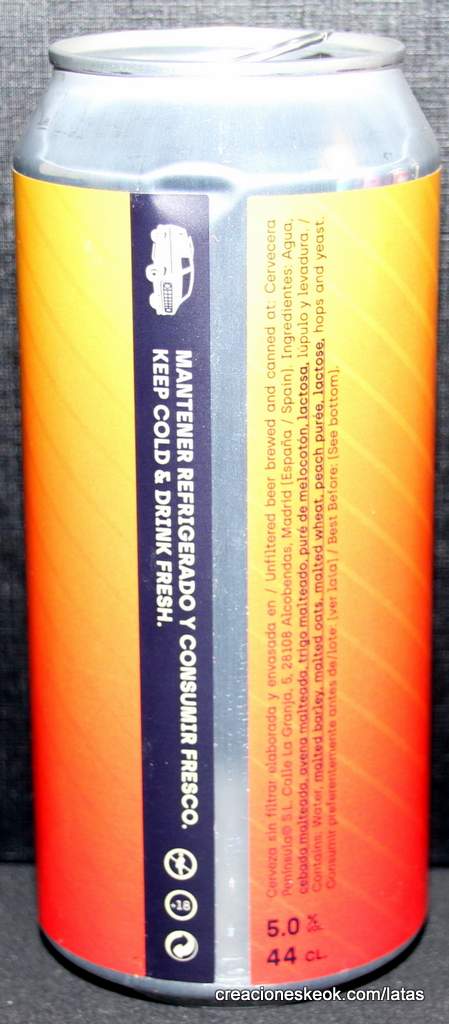 MANTENER REFRIGERADO Y CONSUMIR FRESCO.
KEEP COLD & DRINK FRESH.
+18
Cerveza sin filtrar elaborada y envasada en / Unfiltered beer brewed and canned at: Cervecera
Península® S.L. Calle La Granja, 5, 28108 Alcobendas, Madrid (España / Spain). Ingredientes: Agua,
cebada malteada, avena malteada, trigo malteado, puré de melocotón, lactosa, lúpulo y levadura. /
Contains: Water, malted barley, malted oats, malted wheat, peach purée, lactose, hops and yeast.
Consumir preferentemente antes de/lote: (ver lata) / Best Before: (See bottom).
5.0 %
44 CL.
creacioneskeok.com/latas